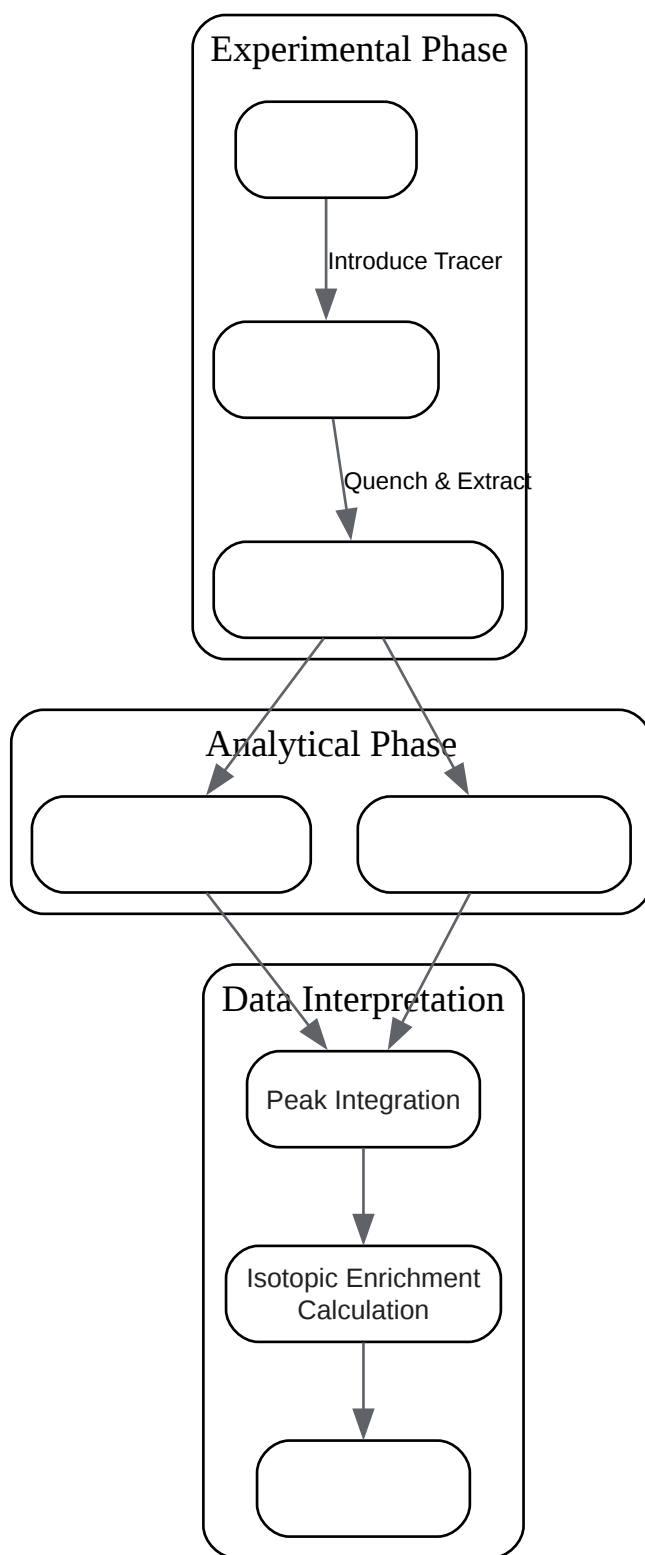 Experimental Phase
Introduce Tracer
Quench & Extract
Analytical Phase
Data Interpretation
Peak Integration
Isotopic Enrichment
Calculation